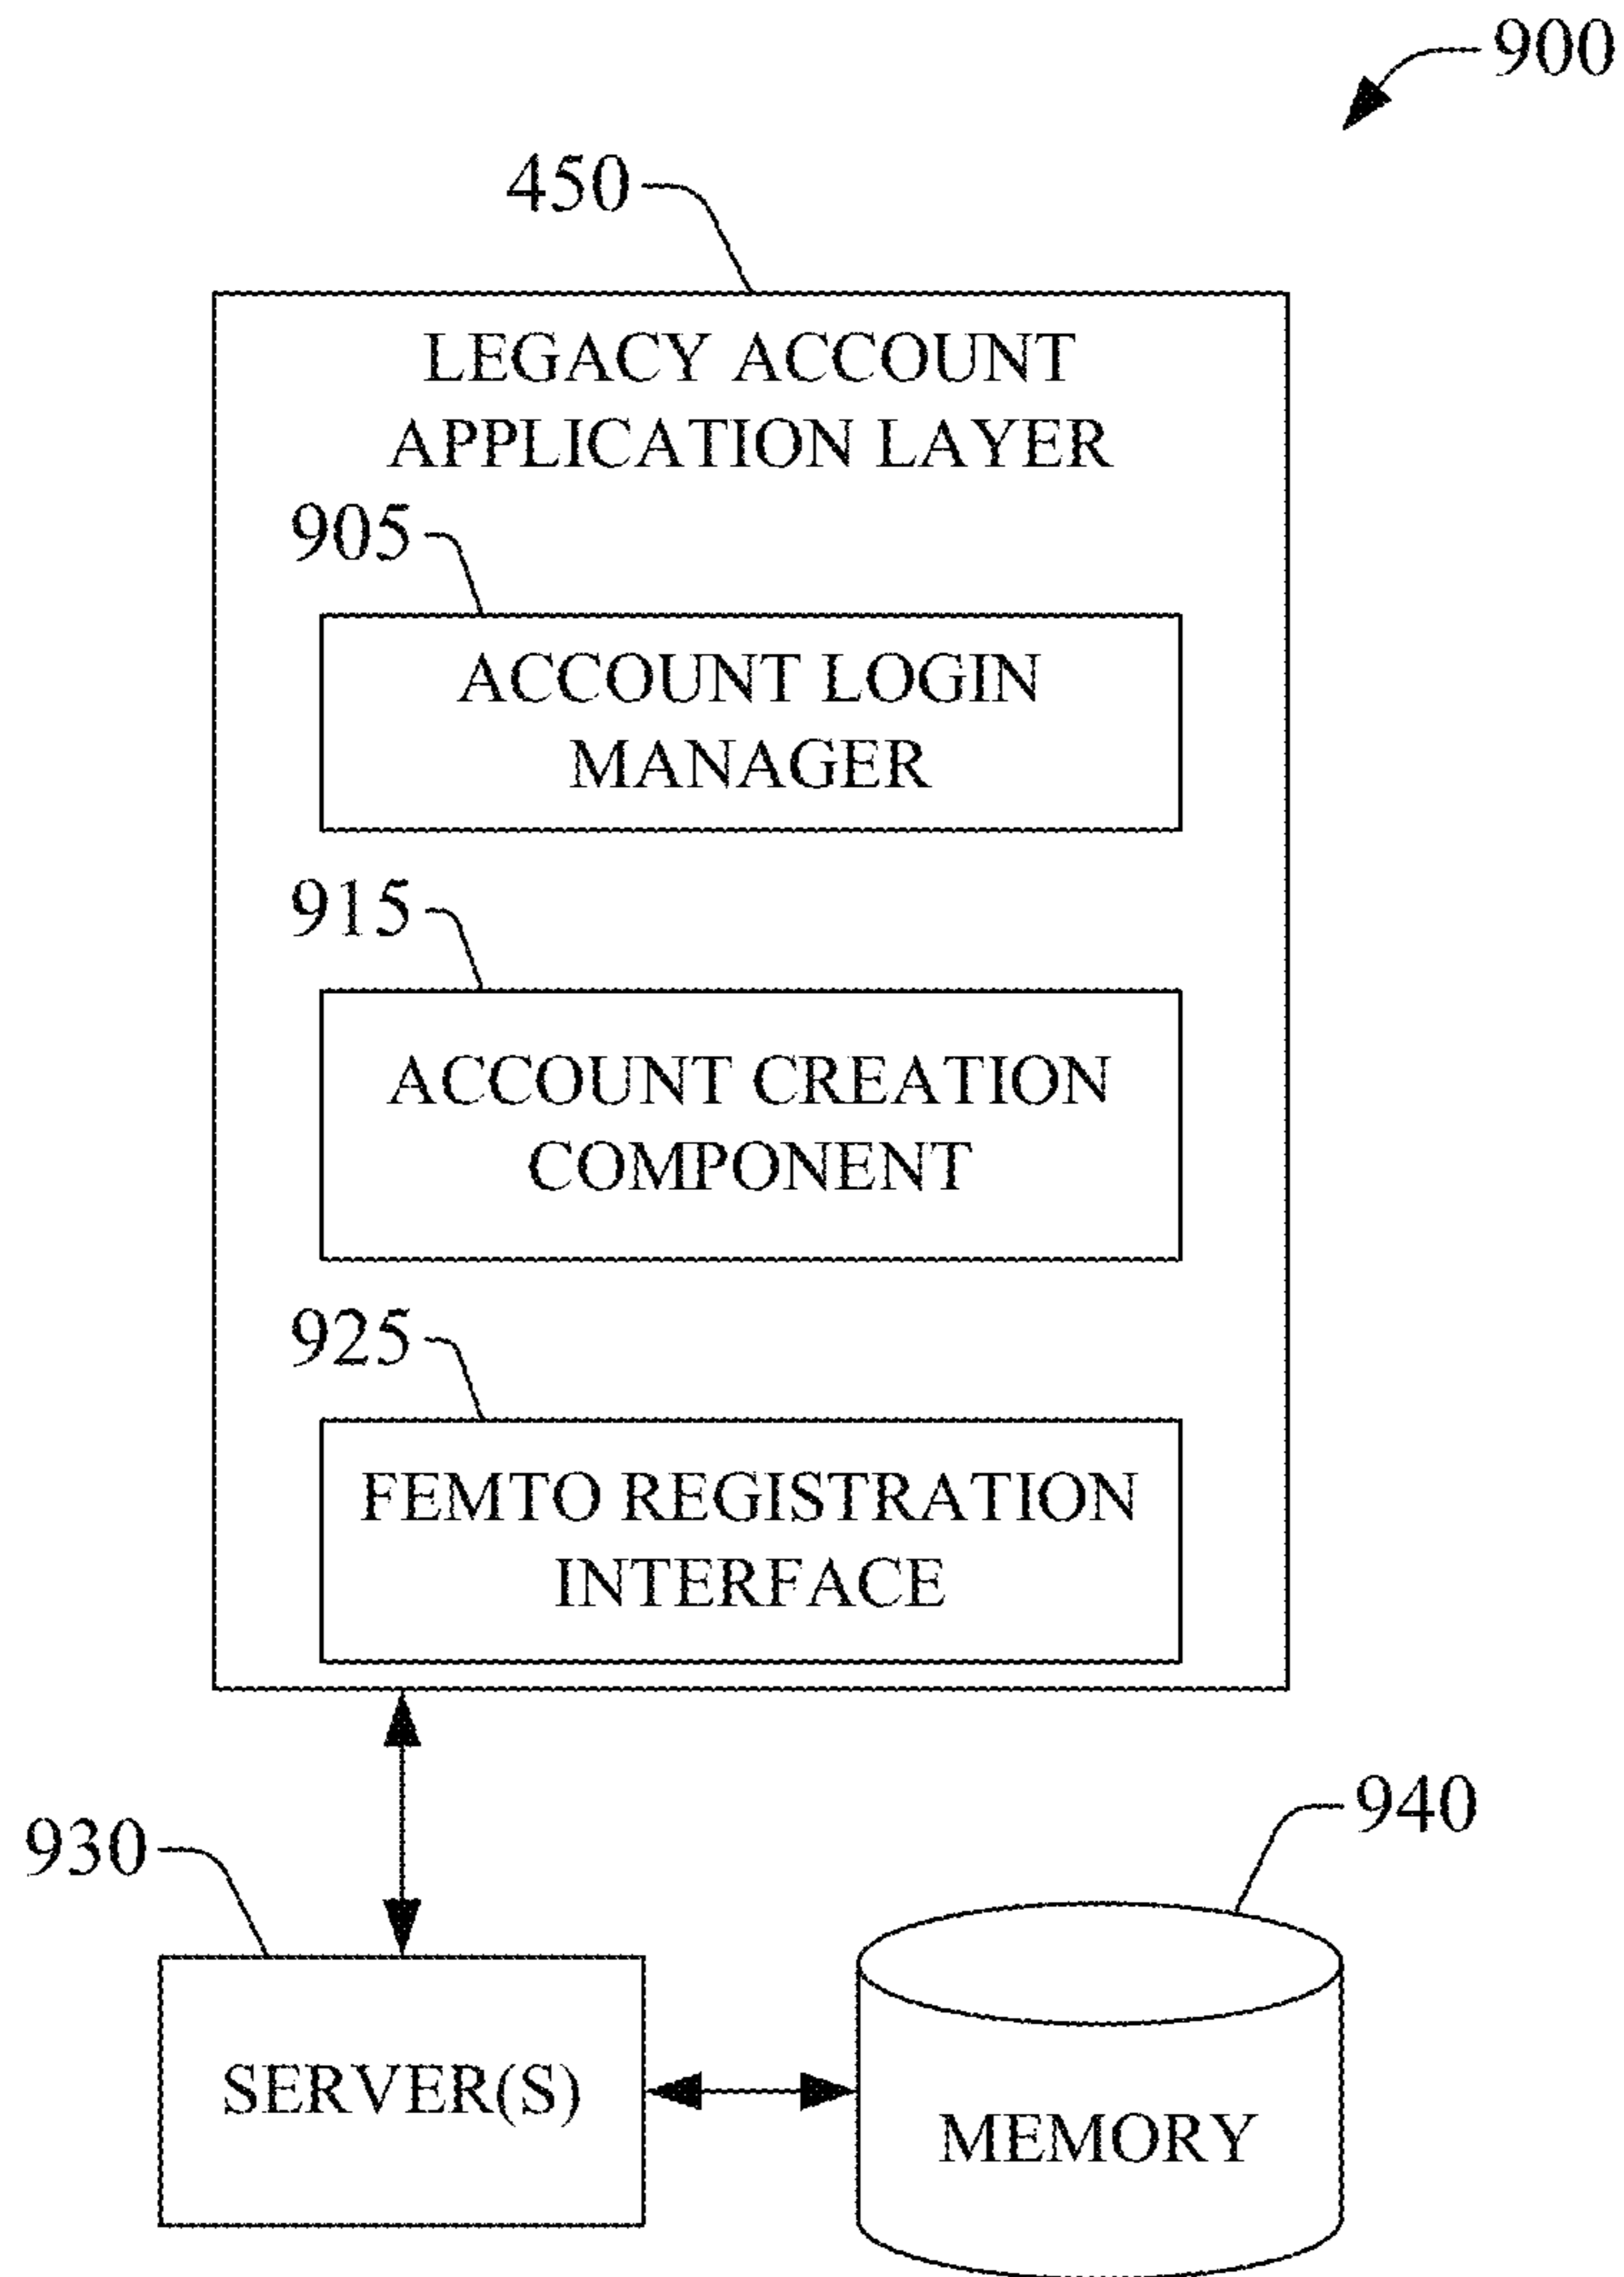 900
450
LEGACY ACCOUNT
APPLICATION LAYER
905
ACCOUNT LOGIN
MANAGER
915
ACCOUNT CREATION
COMPONENT
925
FEMTO REGISTRATION
INTERFACE
930
940
SERVER(S)
MEMORY